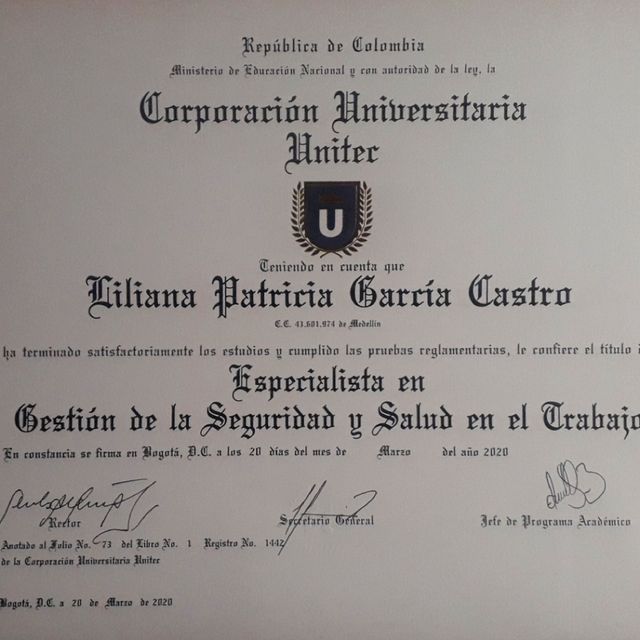 República de Colombia
Ministerio de Educación Nacional y con autoridad de la ley, la
Corporación Universitaria
Unitec
U
Teniendo en cuenta que
Liliana Patricia García Castro
C.C. 43.601.974 de Medellín
ha terminado satisfactoriamente los estudios y cumplido las pruebas reglamentarias, le confiere el título
Especialista en
Gestión de la Seguridad y Salud en el Trabajo
En constancia se firma en Bogotá, D.C. a los 20 días del mes de Marzo del año 2020
Rector Secretario General Jefe de Programa Académico
Anotado al Folio No. 73 del Libro No. 1 Registro No. 1442
de la Corporación Universitaria Unitec
Bogotá, D.C. a 20 de Marzo de 2020